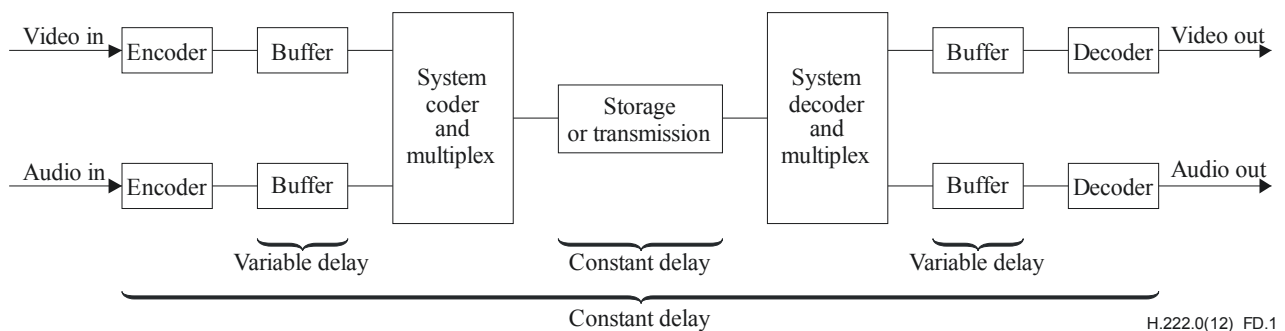 Video in
Encoder
Buffer
System
coder
and
multiplex
Storage
or transmission
System
decoder
and
multiplex
Buffer
Decoder
Video out
Audio in
Encoder
Buffer
Buffer
Decoder
Audio out
Variable delay
Constant delay
Variable delay
Constant delay
H.222.0(12)_FD.1